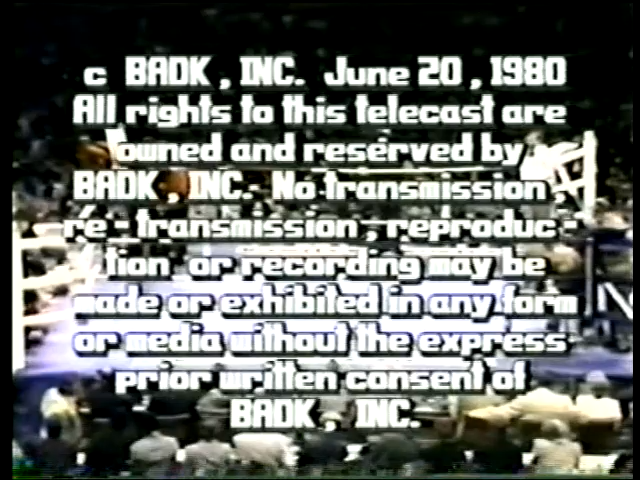 c BADK, INC. June 20, 1980
All rights to this telecast are
owned and reserved by
BADK, INC. No transmission,
re-transmission, reproduc-
tion or recording may be
made or exhibited in any form
or media without the express
prior written consent of
BADK, INC.